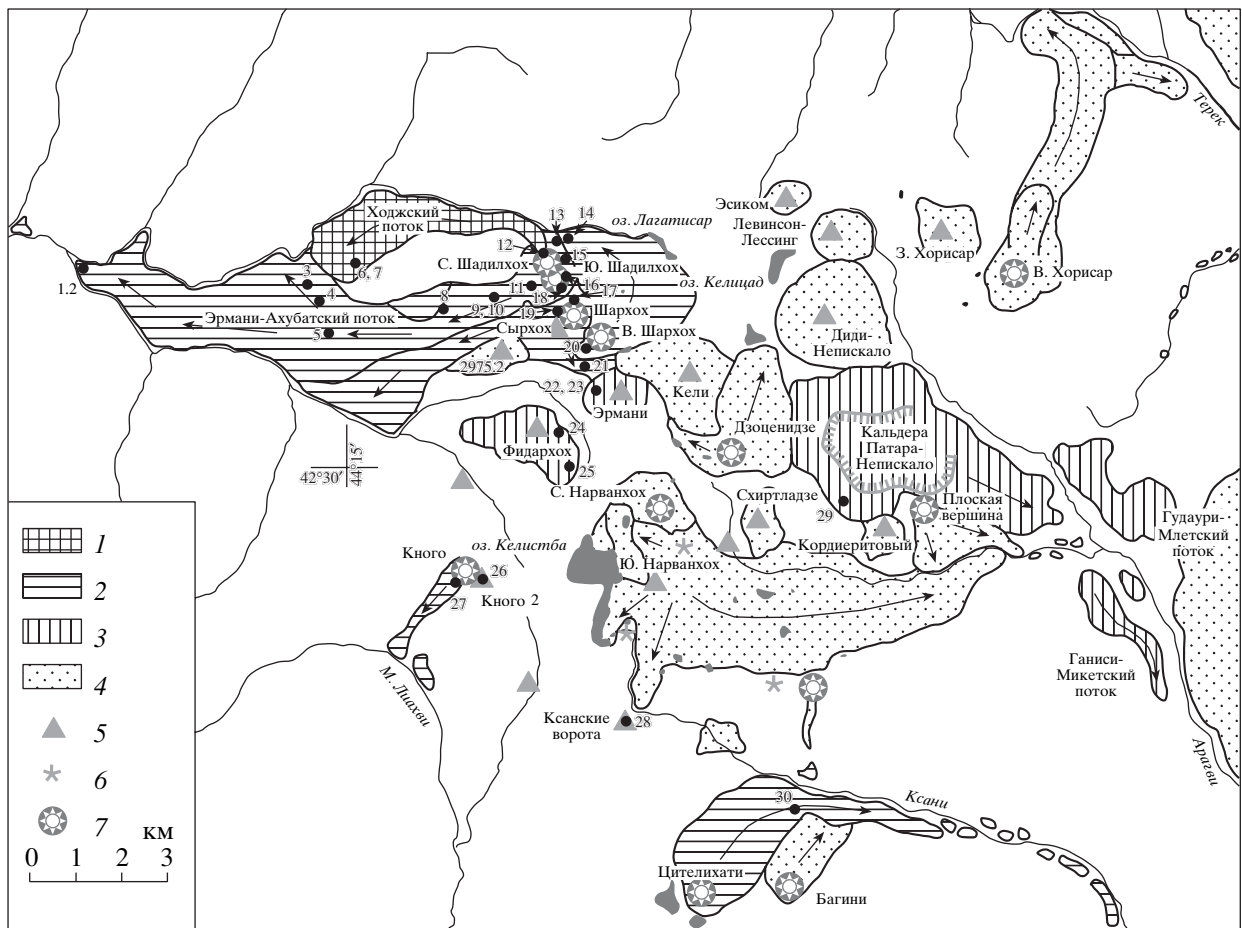 Терек
Эсиком
Левинсон-
Лессинг
З. Хорисар
В. Хорисар
Ходжский
поток
13
14
оз. Лагатисар
12
С. Шадилхох
15
Ю. Шадилхох
оз. Келицад
1.2
3
4
6, 7
8
9, 10
11
18
16
17
19
Шархох
Эрмани-Ахубатский поток
5
Сырхох
В. Шархох
20
2975.2
21
22, 23
Эрмани
Кели
Диди-
Непискало
Дзоценидзе
Кальдера
Патара-
Непискало
Фидархох
24
25
42°30′
44°15′
С. Нарванхох
Схиртладзе
29
Плоская
вершина
Кордиеритовый
Гудаури-
Млетский
поток
оз. Келистба
Кного
26
Кного 2
27
Ю. Нарванхох
Ганиси-
Микетский
поток
М. Лиахви
Ксанские
ворота
28
Арагви
Ксани
30
Цителихати
Багини
1
2
3
4
5
6
7
км
0 1 2 3